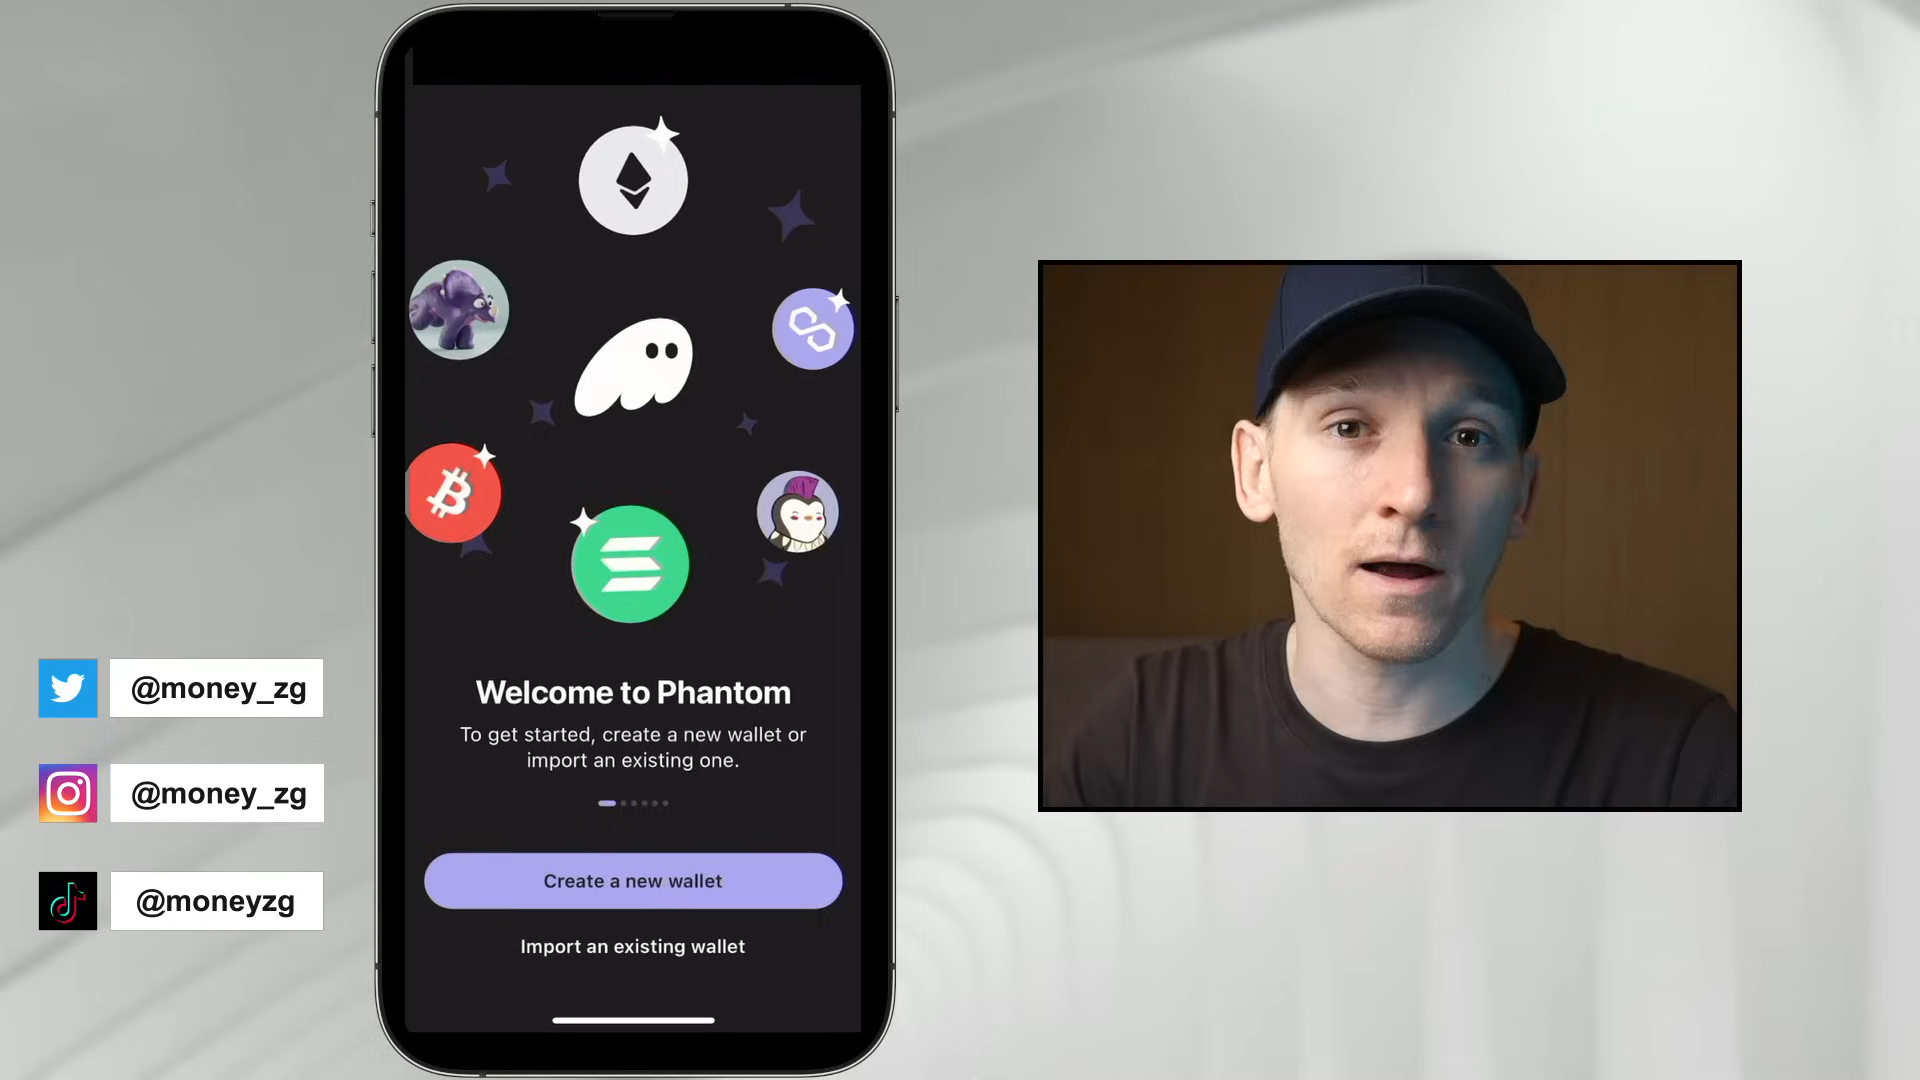 Welcome to Phantom
To get started, create a new wallet or
import an existing one.
Create a new wallet
Import an existing wallet
@money_zg
@money_zg
@moneyzg